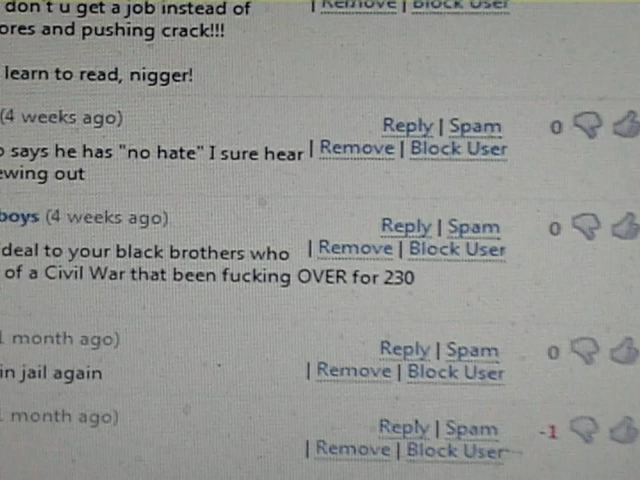 don't u get a job instead of | Remove | Block User
ores and pushing crack!!!
learn to read, nigger!
(4 weeks ago)
Reply | Spam 0
says he has "no hate" I sure hear | Remove | Block User
ewing out
boys (4 weeks ago)
Reply | Spam 0
deal to your black brothers who | Remove | Block User
of a Civil War that been fucking OVER for 230
1 month ago)
Reply | Spam 0
in jail again | Remove | Block User
1 month ago)
Reply | Spam -1
| Remove | Block User